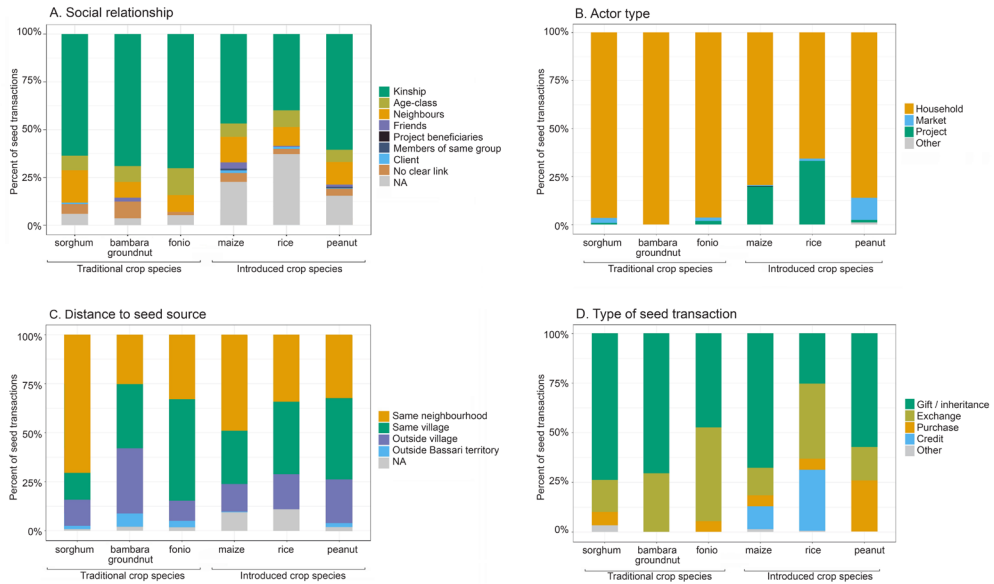 A. Social relationship
100%
75%
50%
25%
0%
Percent of seed transactions
sorghum
bambara
groundnut
fonio
maize
rice
peanut
Traditional crop species
Introduced crop species
Kinship
Age-class
Neighbours
Friends
Project beneficiaries
Members of same group
Client
No clear link
NA
B. Actor type
100%
75%
50%
25%
0%
Percent of seed transactions
sorghum
bambara
groundnut
fonio
maize
rice
peanut
Traditional crop species
Introduced crop species
Household
Market
Project
Other
C. Distance to seed source
100%
75%
50%
25%
0%
Percent of seed transactions
sorghum
bambara
groundnut
fonio
maize
rice
peanut
Traditional crop species
Introduced crop species
Same neighbourhood
Same village
Outside village
Outside Bassari territory
NA
D. Type of seed transaction
100%
75%
50%
25%
0%
Percent of seed transactions
sorghum
bambara
groundnut
fonio
maize
rice
peanut
Traditional crop species
Introduced crop species
Gift / inheritance
Exchange
Purchase
Credit
Other